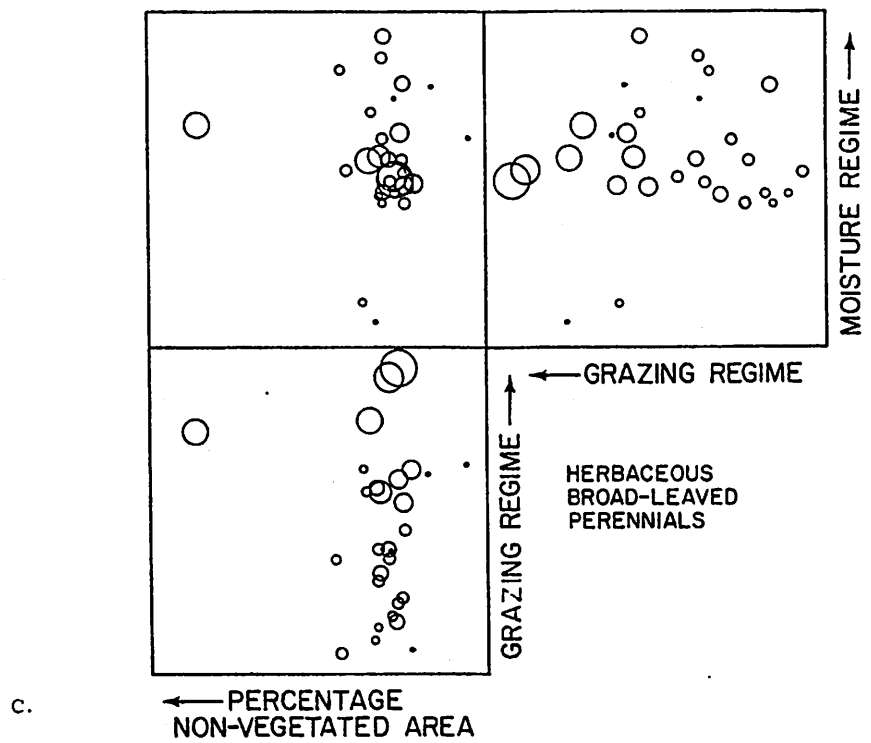 MOISTURE REGIME
GRAZING REGIME
GRAZING REGIME
HERBACEOUS
BROAD-LEAVED
PERENNIALS
c.
PERCENTAGE
NON-VEGETATED AREA